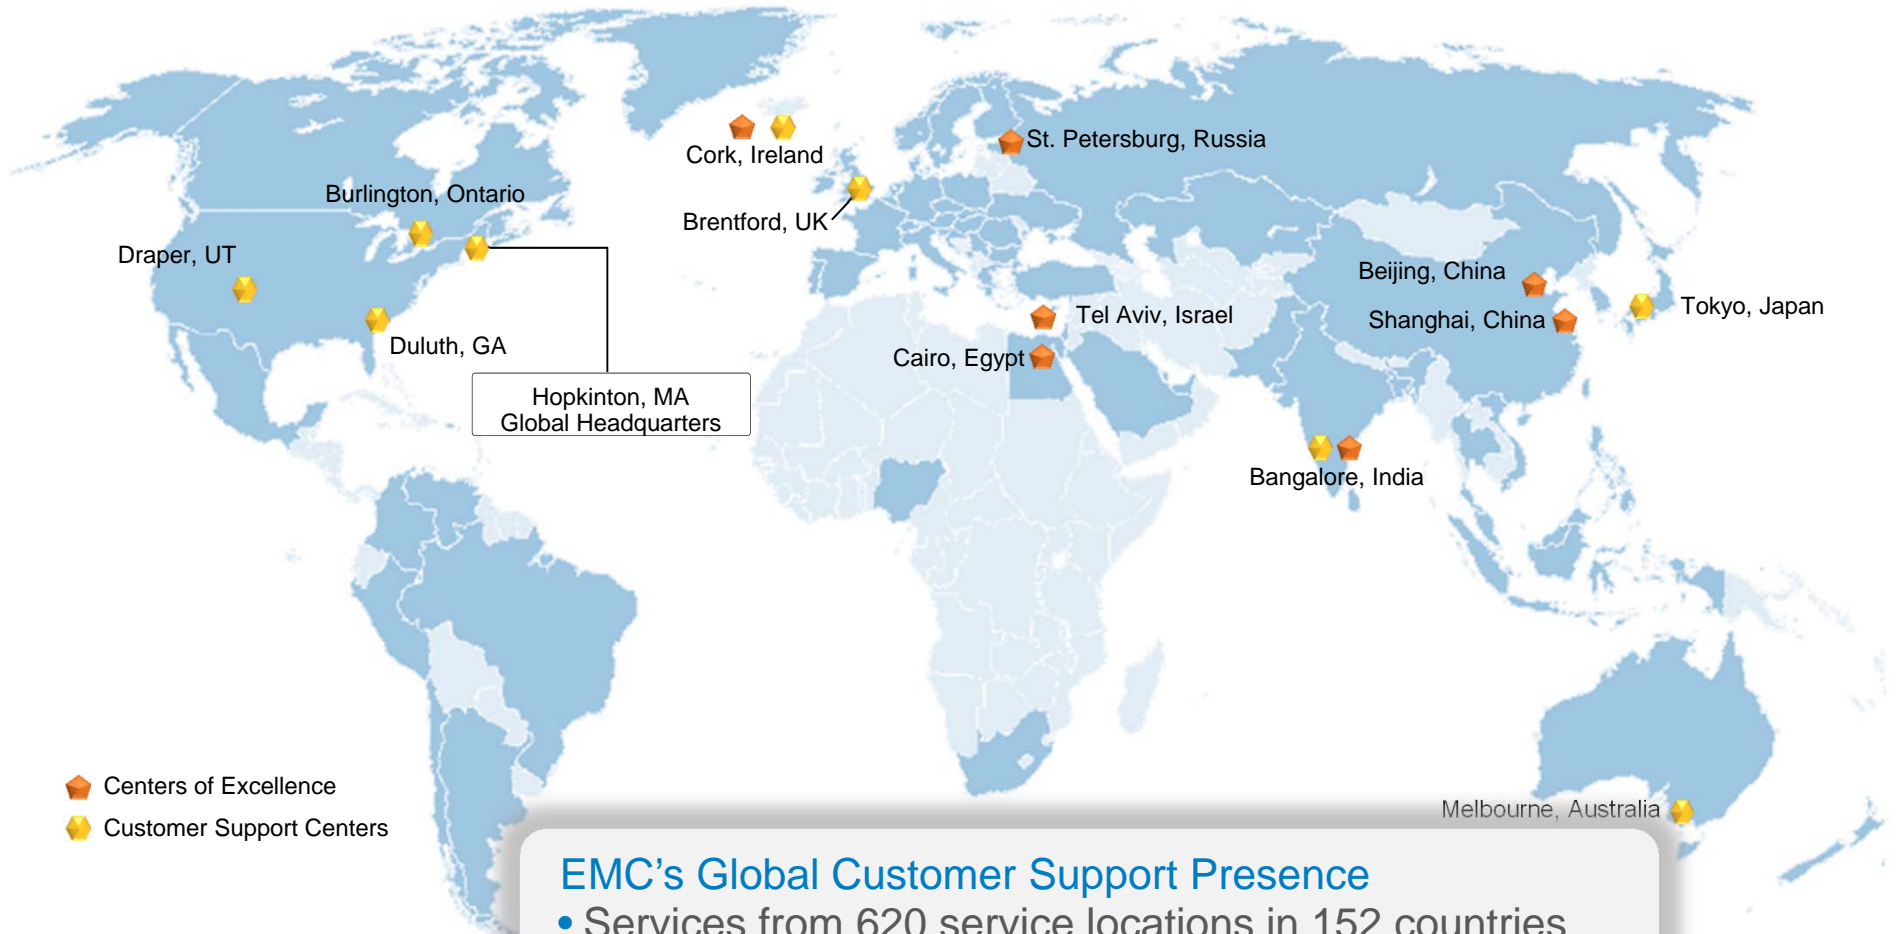 Cork, Ireland
St. Petersburg, Russia
Burlington, Ontario
Brentford, UK
Draper, UT
Beijing, China
Tokyo, Japan
Tel Aviv, Israel
Shanghai, China
Duluth, GA
Cairo, Egypt
Hopkinton, MA
Global Headquarters
Bangalore, India
Centers of Excellence
Customer Support Centers
Melbourne, Australia
EMC’s Global Customer Support Presence
• Services from 620 service locations in 152 countries